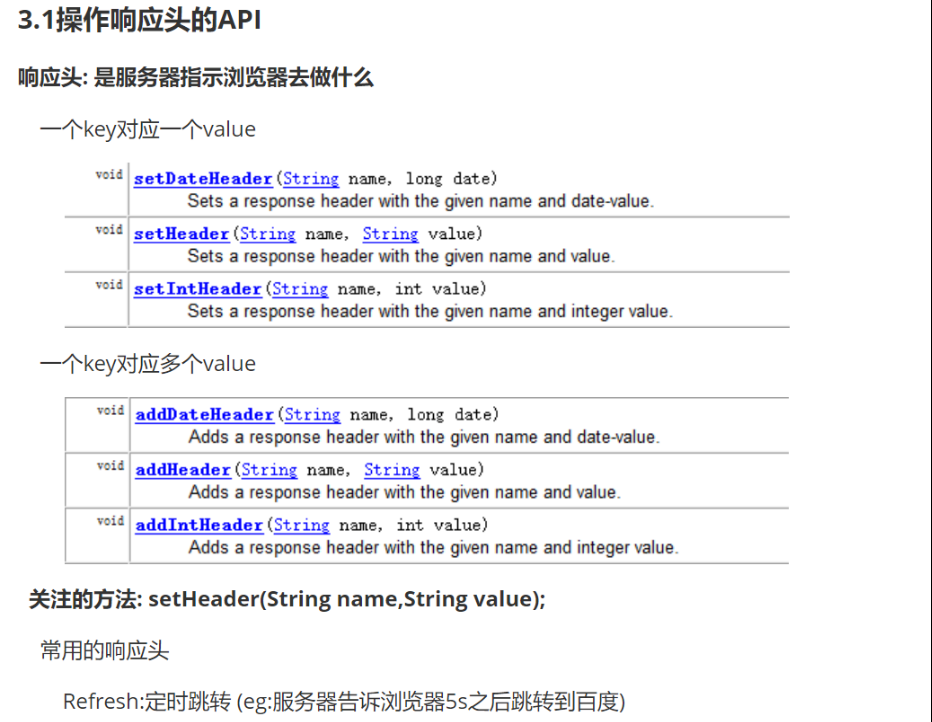 3.1操作响应头的API
响应头: 是服务器指示浏览器去做什么
一个key对应一个value
void setDateHeader(String name, long date)
Sets a response header with the given name and date-value.
void setHeader(String name, String value)
Sets a response header with the given name and value.
void setIntHeader(String name, int value)
Sets a response header with the given name and integer value.
一个key对应多个value
void addDateHeader(String name, long date)
Adds a response header with the given name and date-value.
void addHeader(String name, String value)
Adds a response header with the given name and value.
void addIntHeader(String name, int value)
Adds a response header with the given name and integer value.
关注的方法: setHeader(String name,String value);
常用的响应头
Refresh:定时跳转 (eg:服务器告诉浏览器5s之后跳转到百度)